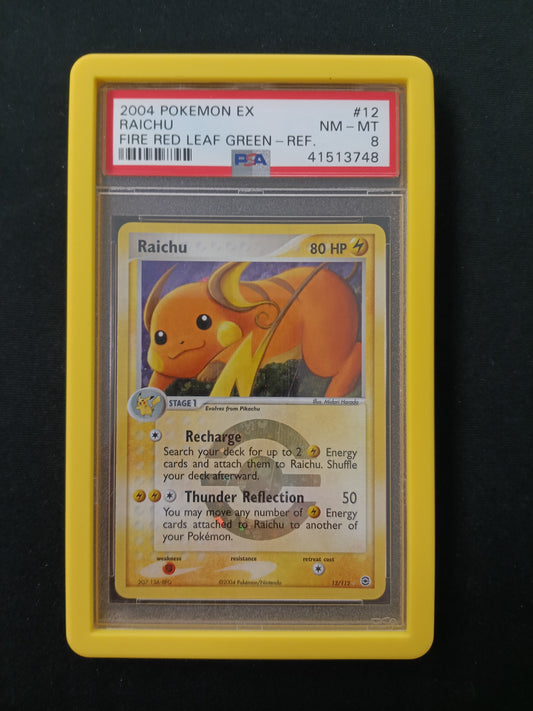 2004 POKEMON EX #12
RAICHU NM - MT
FIRE RED LEAF GREEN - REF. 8
PSA 41513748
Raichu 80 HP
STAGE 1
Evolves from Pikachu
Illus. Midori Harada
Recharge
Search your deck for up to 2 Energy
cards and attach them to Raichu. Shuffle
your deck afterward.
Thunder Reflection 50
You may move any number of Energy
cards attached to Raichu to another of
your Pokémon.
weakness resistance retreat cost
©2004 Pokémon/Nintendo 12/112